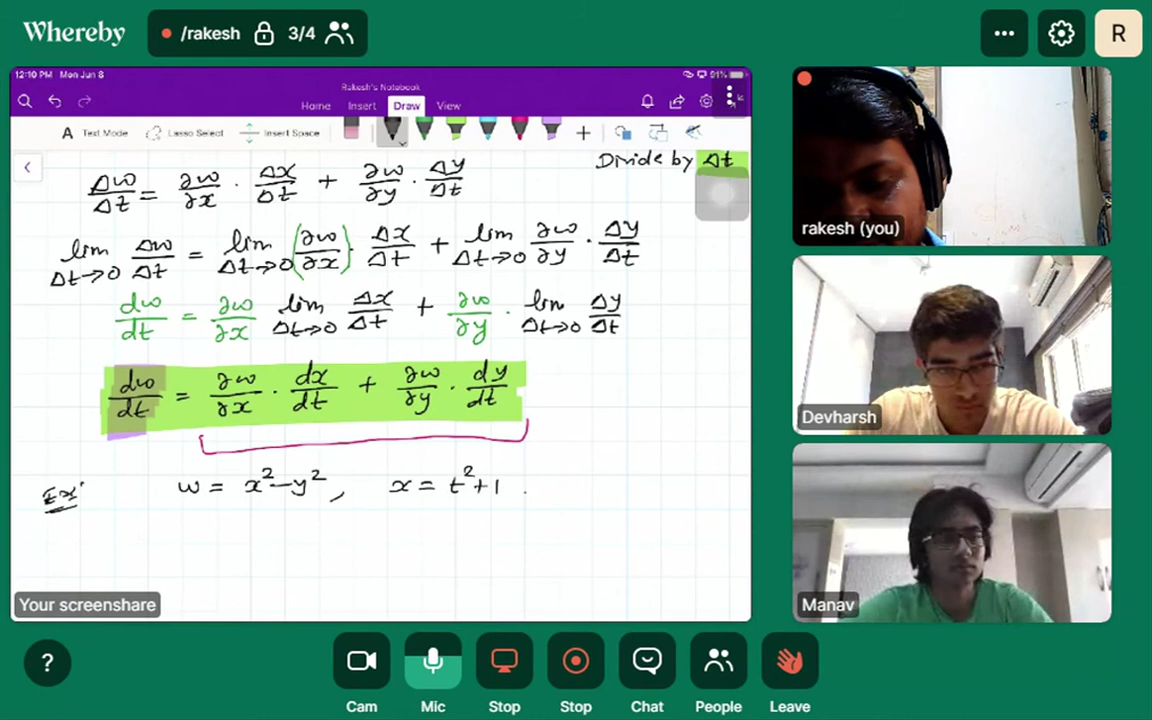 Whereby
/rakesh 3/4
R
12:10 PM Mon Jun 8
91%
Rakesh's Notebook
Home Insert Draw View
Text Mode Lasso Select Insert Space
Divide by Δt
Δw/Δt = ∂w/∂x · Δx/Δt + ∂w/∂y · Δy/Δt
lim Δt→0 Δw/Δt = lim Δt→0 (∂w/∂x) · Δx/Δt + lim Δt→0 ∂w/∂y · Δy/Δt
dw/dt = ∂w/∂x lim Δt→0 Δx/Δt + ∂w/∂y · lim Δt→0 Δy/Δt
dw/dt = ∂w/∂x · dx/dt + ∂w/∂y · dy/dt
Ex: w = x² - y², x = t² + 1 .
Your screenshare
rakesh (you)
Devharsh
Manav
?
Cam Mic Stop Stop Chat People Leave